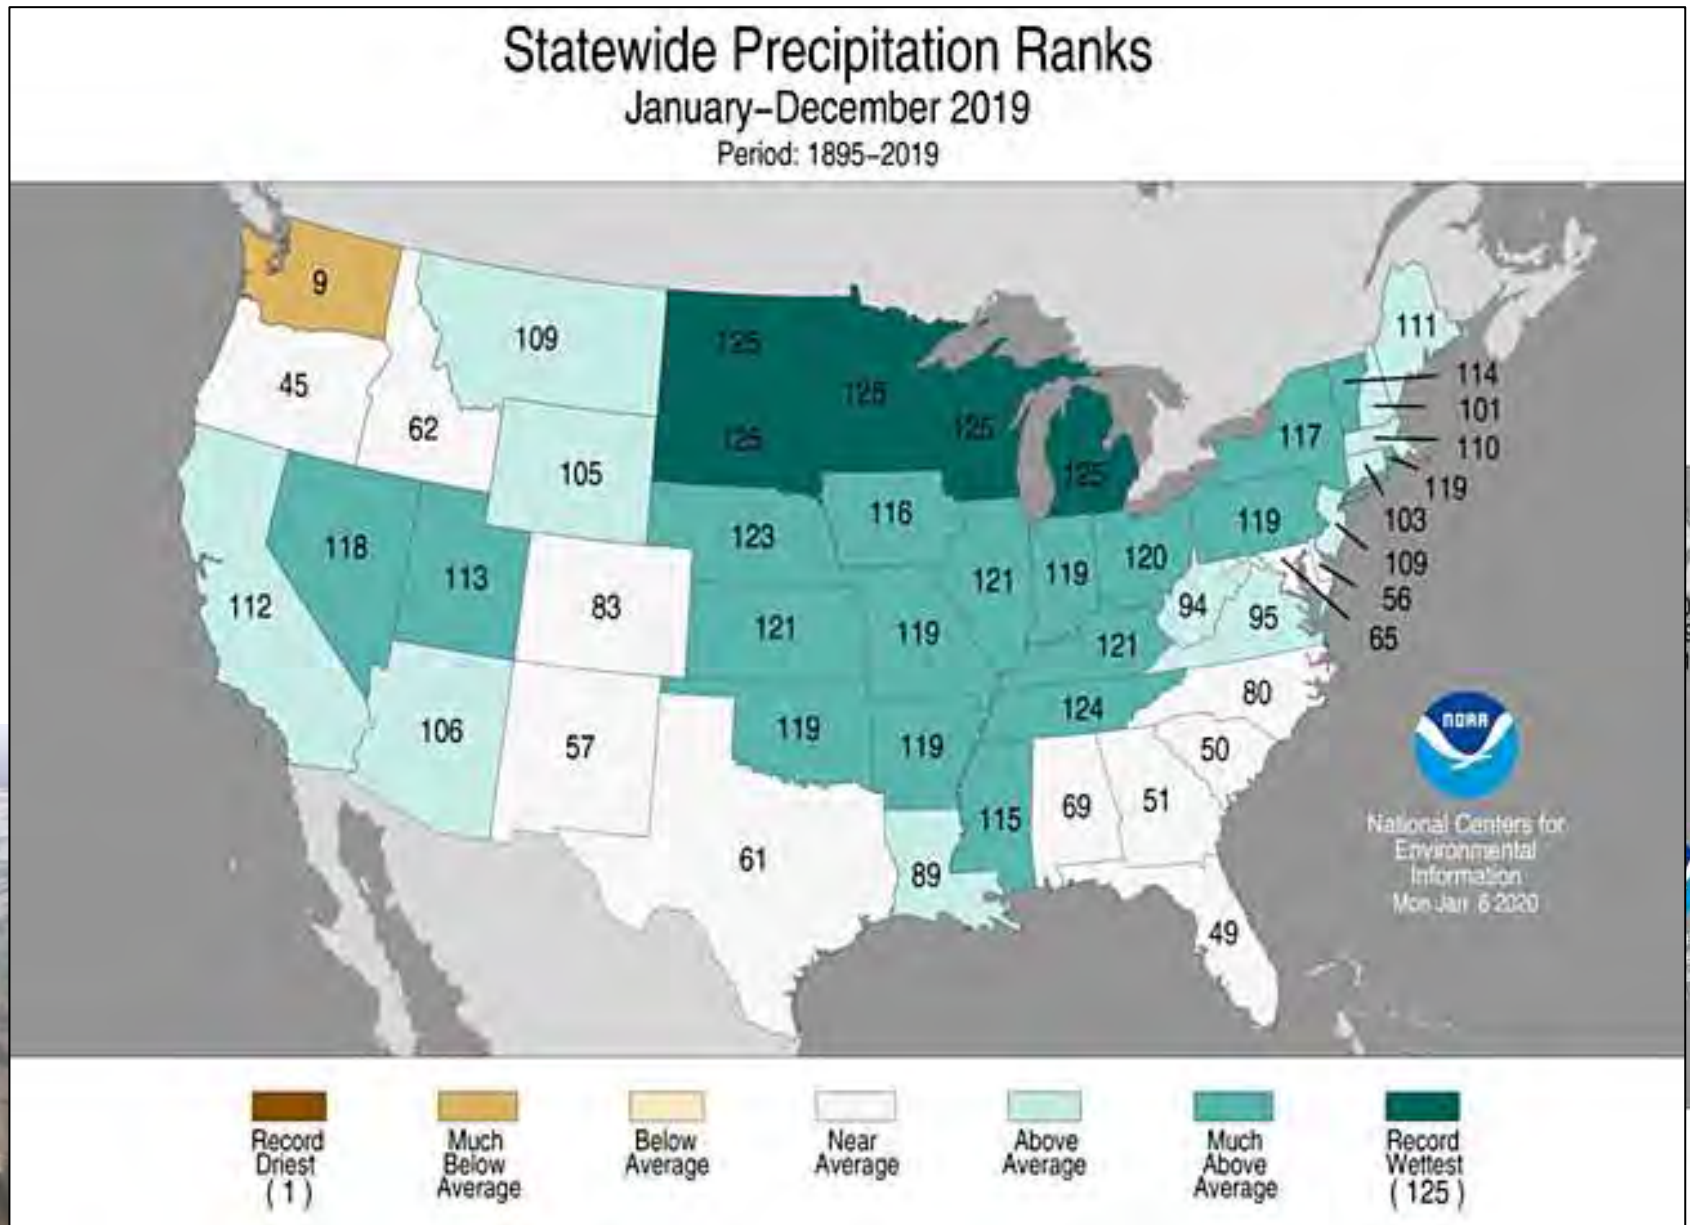 Statewide Precipitation Ranks
January–December 2019
Period: 1895–2019
9
109
125
111
45
125
114
62
125
125
101
117
110
105
125
119
116
123
119
103
118
120
109
113
121
119
112
83
94
56
121
119
95
65
121
80
124
106
57
119
119
50
NOAA
69
51
115
National Centers for
Environmental
Information
Mon Jan 6 2020
61
89
49
Record
Driest
( 1 )
Much
Below
Average
Below
Average
Near
Average
Above
Average
Much
Above
Average
Record
Wettest
( 125 )